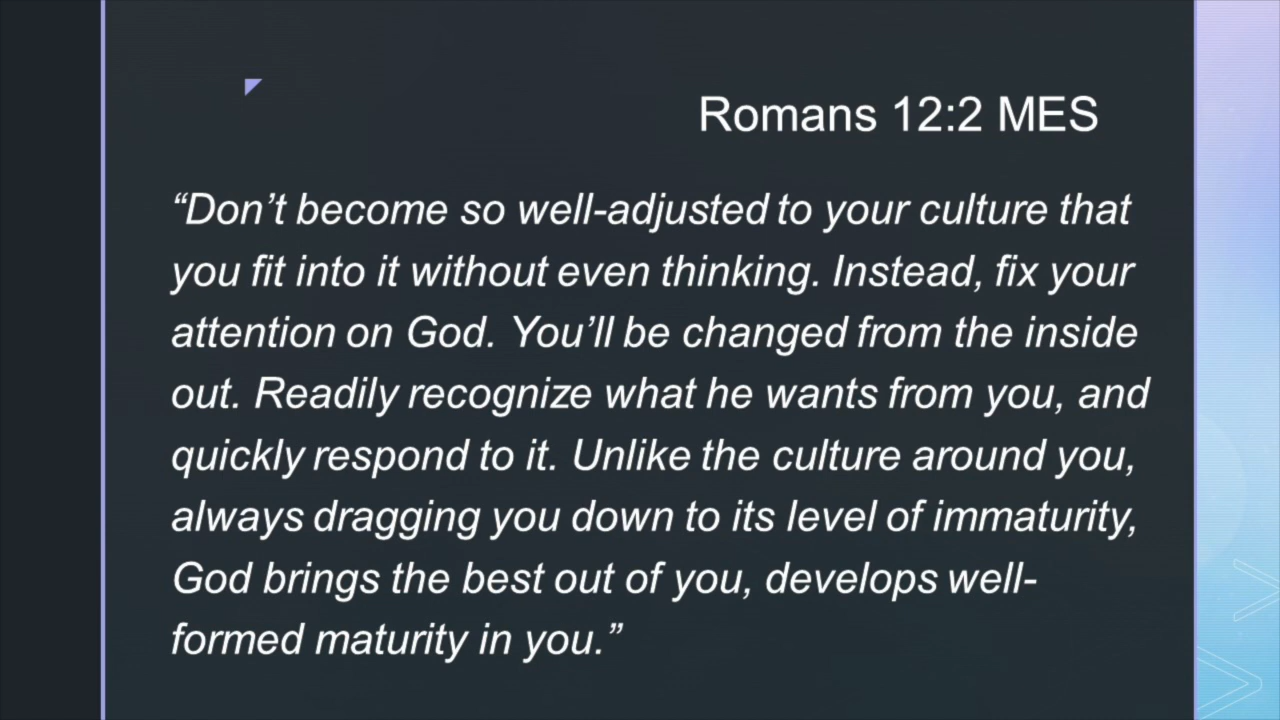 Romans 12:2 MES
“Don’t become so well-adjusted to your culture that
you fit into it without even thinking. Instead, fix your
attention on God. You’ll be changed from the inside
out. Readily recognize what he wants from you, and
quickly respond to it. Unlike the culture around you,
always dragging you down to its level of immaturity,
God brings the best out of you, develops well-
formed maturity in you.”